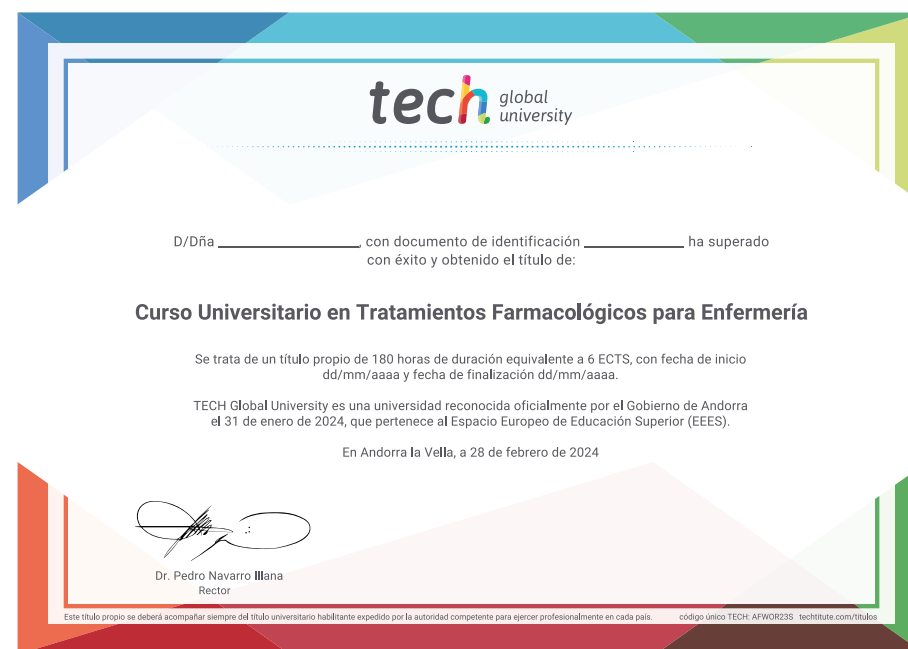 tech global university
D/Dña ______________, con documento de identificación ______________ ha superado
con éxito y obtenido el título de:
Curso Universitario en Tratamientos Farmacológicos para Enfermería
Se trata de un título propio de 180 horas de duración equivalente a 6 ECTS, con fecha de inicio
dd/mm/aaaa y fecha de finalización dd/mm/aaaa.
TECH Global University es una universidad reconocida oficialmente por el Gobierno de Andorra
el 31 de enero de 2024, que pertenece al Espacio Europeo de Educación Superior (EEES).
En Andorra la Vella, a 28 de febrero de 2024
Dr. Pedro Navarro Illana
Rector
Este título propio se deberá acompañar siempre del título universitario habilitante expedido por la autoridad competente para ejercer profesionalmente en cada país. código único TECH: AFWOR23S techtitute.com/titulos